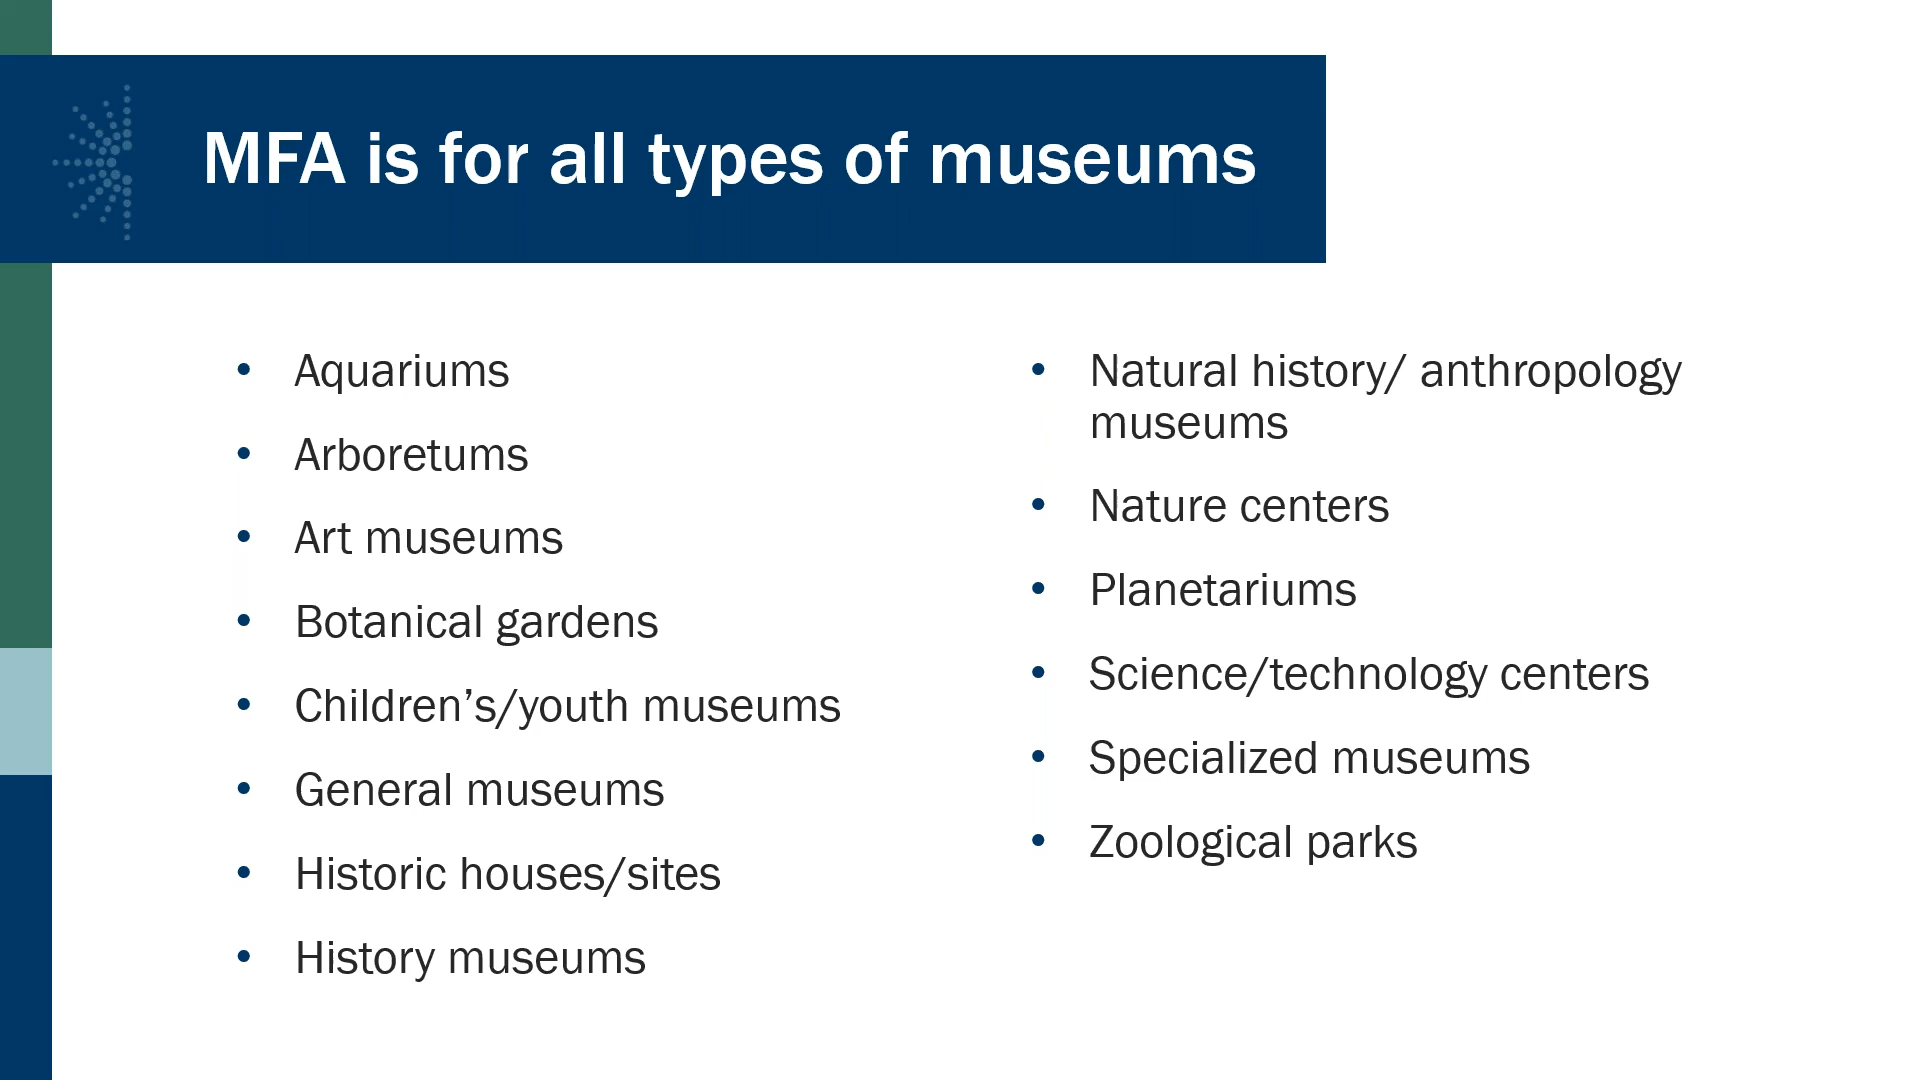 MFA is for all types of museums
• Aquariums
• Arboretums
• Art museums
• Botanical gardens
• Children’s/youth museums
• General museums
• Historic houses/sites
• History museums
• Natural history/ anthropology
museums
• Nature centers
• Planetariums
• Science/technology centers
• Specialized museums
• Zoological parks